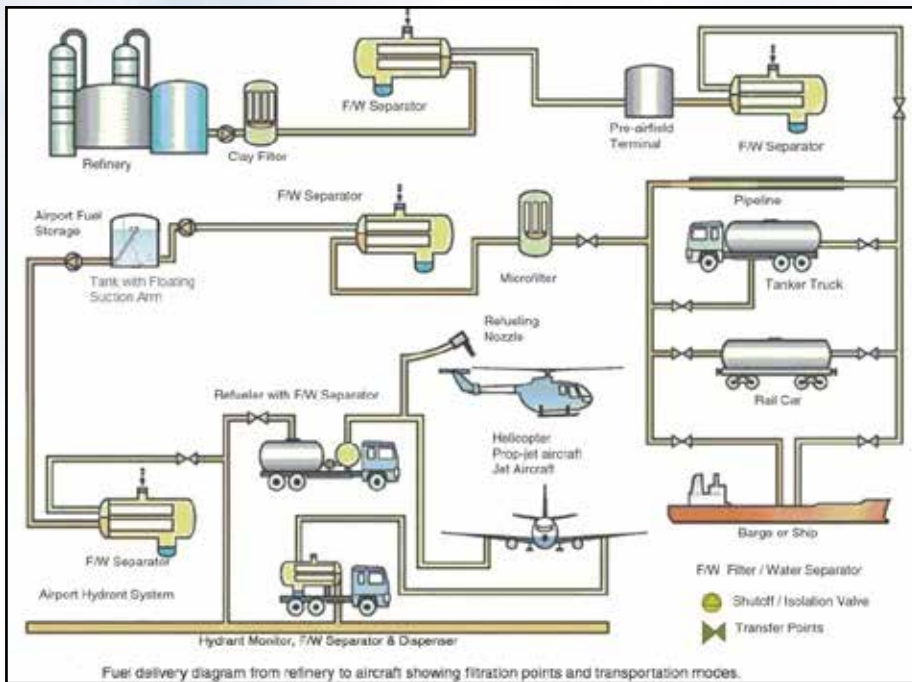 F/W Separator
Refinery
Clay Filter
Pre-airfield
Terminal
F/W Separator
Airport Fuel
Storage
F/W Separator
Tank with Floating
Suction Arm
Microfilter
Pipeline
Tanker Truck
Refueling
Nozzle
Refueler with F/W Separator
Rail Car
Helicopter
Prop-jet aircraft
Jet Aircraft
Barge or Ship
F/W Separator
Airport Hydront System
F/W Filter / Water Separator
Shutoff / Isolation Valve
Transfer Points
Hydrant Monitor, F/W Separator & Dispenser
Fuel delivery diagram from refinery to aircraft showing filtration points and transportation modes.